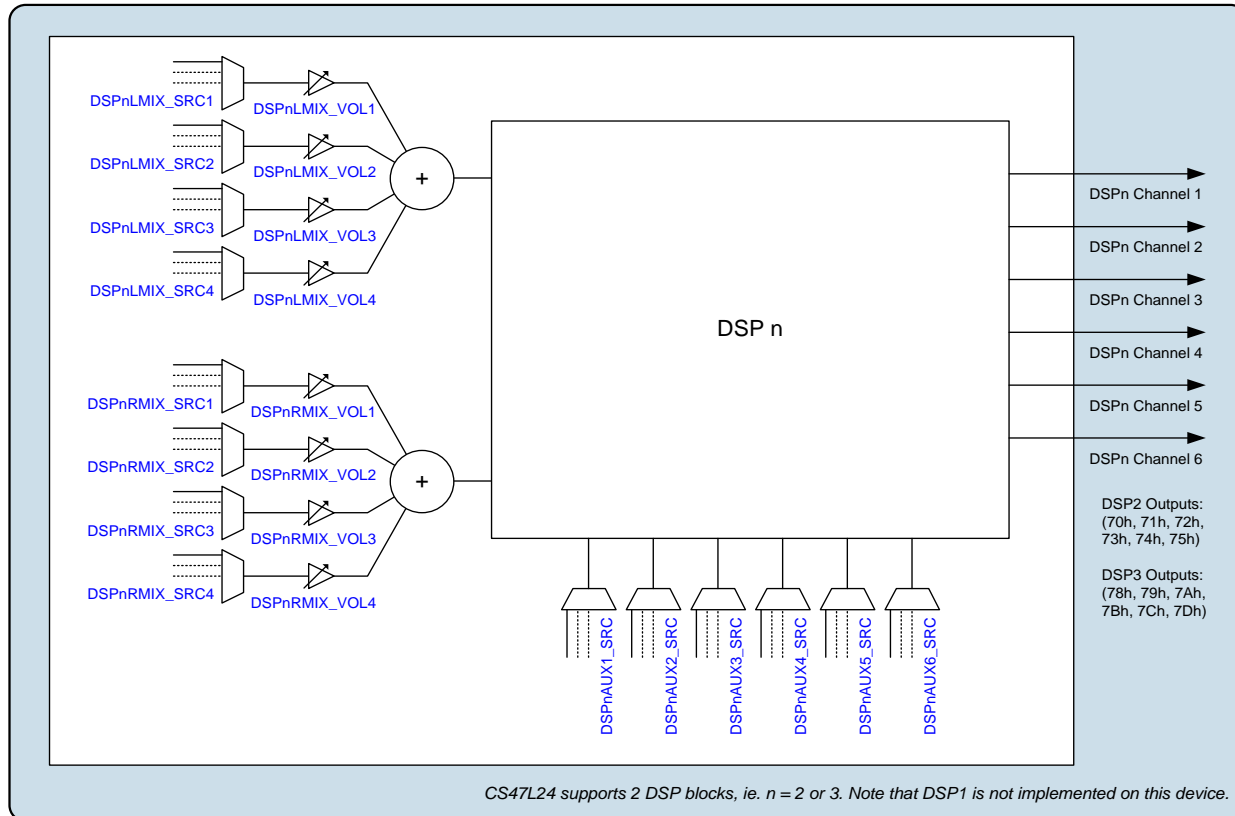 DSPnLMIX_SRC1
DSPnLMIX_VOL1
DSPnLMIX_SRC2
DSPnLMIX_VOL2
DSPnLMIX_SRC3
DSPnLMIX_VOL3
DSPnLMIX_SRC4
DSPnLMIX_VOL4
+
DSPnRMIX_SRC1
DSPnRMIX_VOL1
DSPnRMIX_SRC2
DSPnRMIX_VOL2
DSPnRMIX_SRC3
DSPnRMIX_VOL3
DSPnRMIX_SRC4
DSPnRMIX_VOL4
+
DSP n
DSPn Channel 1
DSPn Channel 2
DSPn Channel 3
DSPn Channel 4
DSPn Channel 5
DSPn Channel 6
DSP2 Outputs:
(70h, 71h, 72h,
73h, 74h, 75h)
DSP3 Outputs:
(78h, 79h, 7Ah,
7Bh, 7Ch, 7Dh)
DSPnAUX1_SRC
DSPnAUX2_SRC
DSPnAUX3_SRC
DSPnAUX4_SRC
DSPnAUX5_SRC
DSPnAUX6_SRC
CS47L24 supports 2 DSP blocks, ie. n = 2 or 3. Note that DSP1 is not implemented on this device.